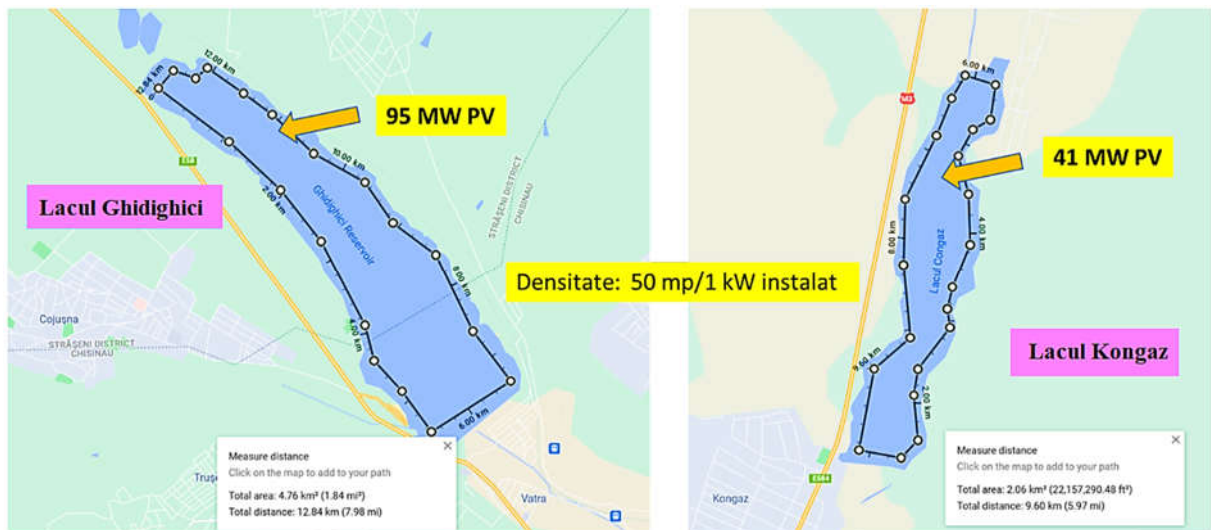 12.84 km
12.00 km
95 MW PV
10.00 km
E58
2.00 km
Lacul Ghidighici
Ghidighici Reservoir
STRĂȘENI DISTRICT
CHISINAU
8.00 km
4.00 km
Cojușna
STRĂȘENI DISTRICT
CHISINAU
6.00 km
Vatra
Measure distance
Click on the map to add to your path
Total area: 4.76 km² (1.84 mi²)
Total distance: 12.84 km (7.98 mi)
Densitate: 50 mp/1 kW instalat
6.00 km
M3
41 MW PV
4.00 km
8.00 km
Lacul Congaz
Lacul Kongaz
9.60 km
2.00 km
E584
Kongaz
Measure distance
Click on the map to add to your path
Total area: 2.06 km² (22,157,290.48 ft²)
Total distance: 9.60 km (5.97 mi)